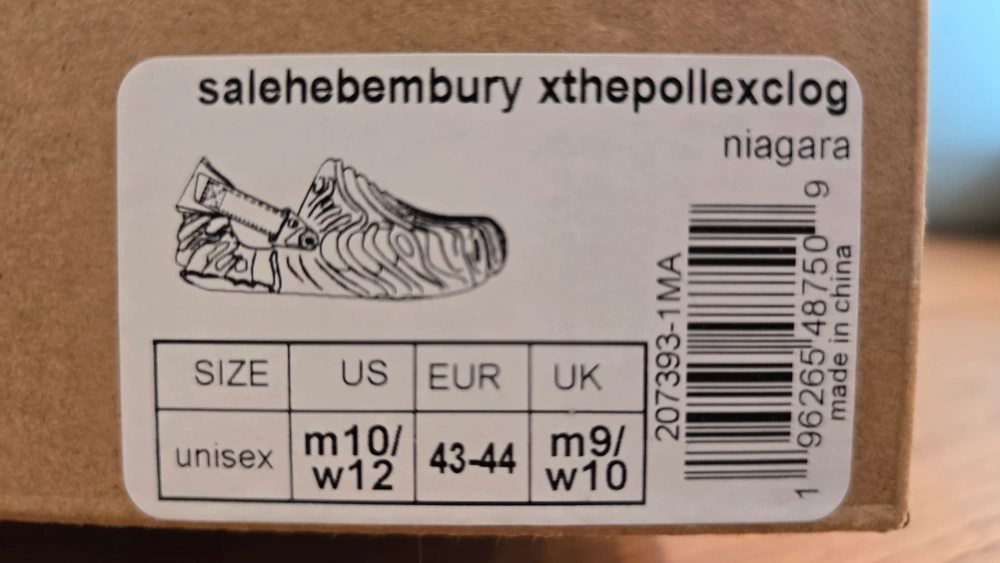 salehebembury xthepollexclog
niagara
SIZE US EUR UK
unisex m10/ w12 43-44 m9/ w10
207393-1MA
1 96265 48750 9
made in china